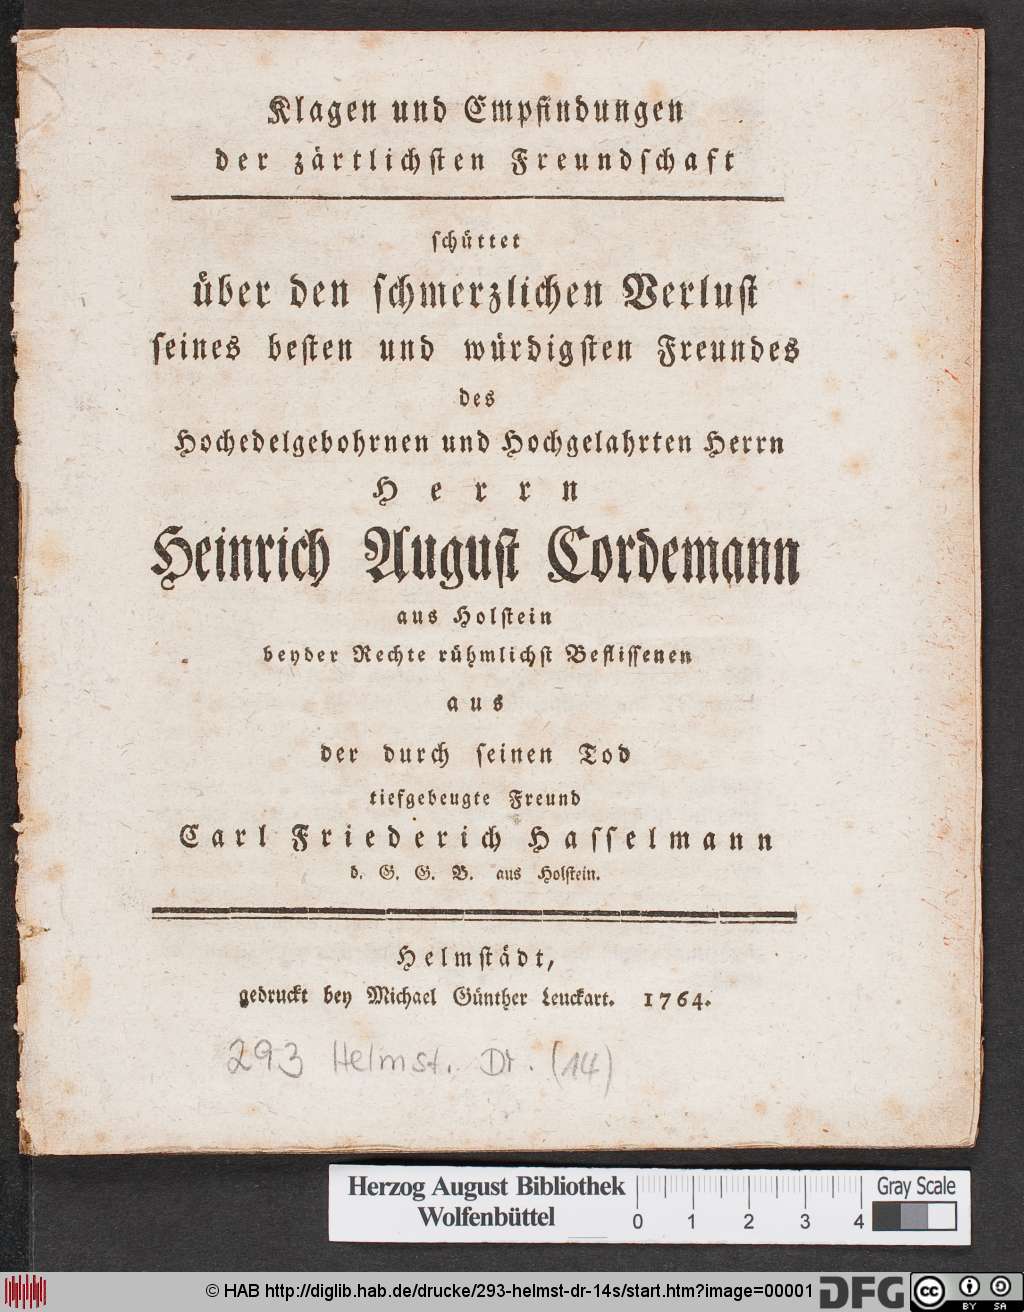 Klagen und Empfindungen
der zärtlichſten Freundſchaft
ſchüttet
über den ſchmerzlichen Verluſt
ſeines beſten und würdigſten Freundes
des
Hochedelgebohrnen und Hochgelahrten Herrn
Herrn
Heinrich Auguſt Cordemann
aus Holſtein
beyder Rechte rühmlichſt Befliſſenen
aus
der durch ſeinen Tod
tiefgebeugte Freund
Carl Friederich Haſſelmann
d. G. G. B. aus Holſtein.
Helmſtädt,
gedruckt bey Michael Günther Leuckart. 1764.
293 Helmst. Dr. (14)
Herzog August Bibliothek
Wolfenbüttel
0 1 2 3 4
Gray Scale
© HAB http://diglib.hab.de/drucke/293-helmst-dr-14s/start.htm?image=00001
DFG
cc BY SA